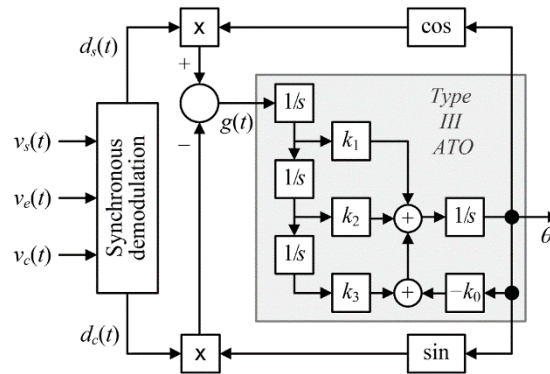 x
cos
d_s(t)
+
−
g(t)
1/s
Type
III
ATO
k_1
v_s(t)
v_e(t)
v_c(t)
Synchronous
demodulation
1/s
k_2
+
1/s
θ
1/s
k_3
+
−k_0
d_c(t)
x
sin